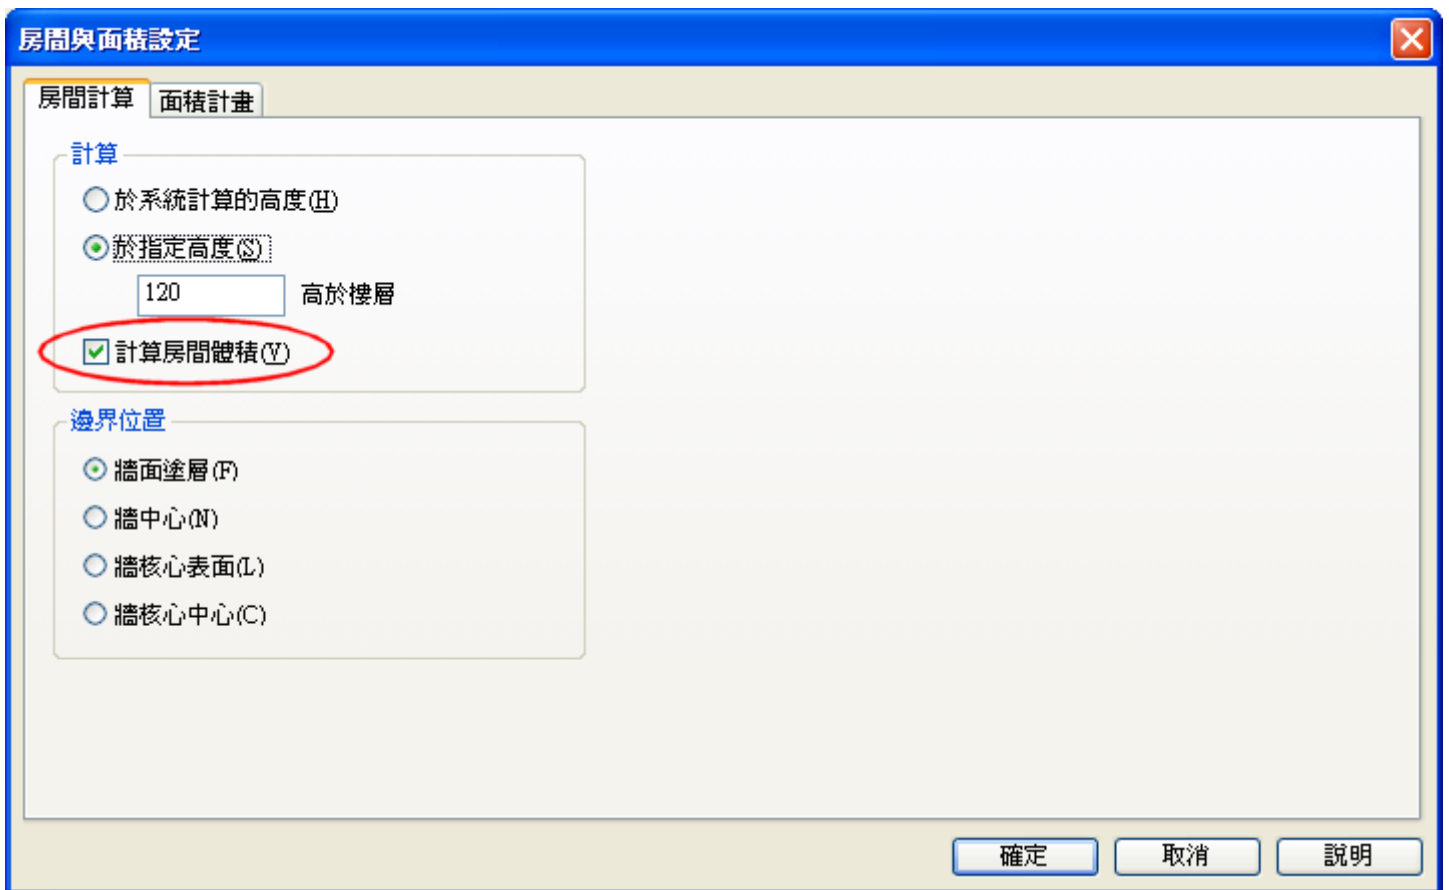 房間與面積設定
房間計算 面積計畫
計算
於系統計算的高度(H)
於指定高度(S)
120 高於樓層
計算房間體積(V)
邊界位置
牆面塗層(F)
牆中心(N)
牆核心表面(L)
牆核心中心(C)
確定 取消 說明